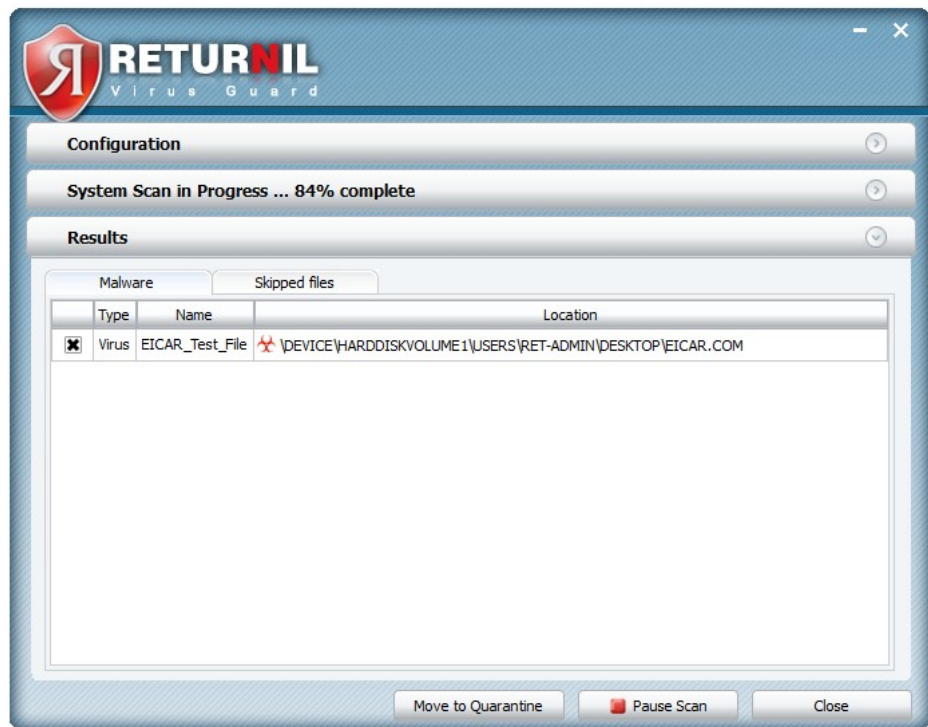 RETURNIL
Virus Guard
Configuration
System Scan in Progress ... 84% complete
Results
Malware Skipped files
Type Name Location
Virus EICAR_Test_File \DEVICE\HARDDISKVOLUME1\USERS\RET-ADMIN\DESKTOP\EICAR.COM
Move to Quarantine Pause Scan Close